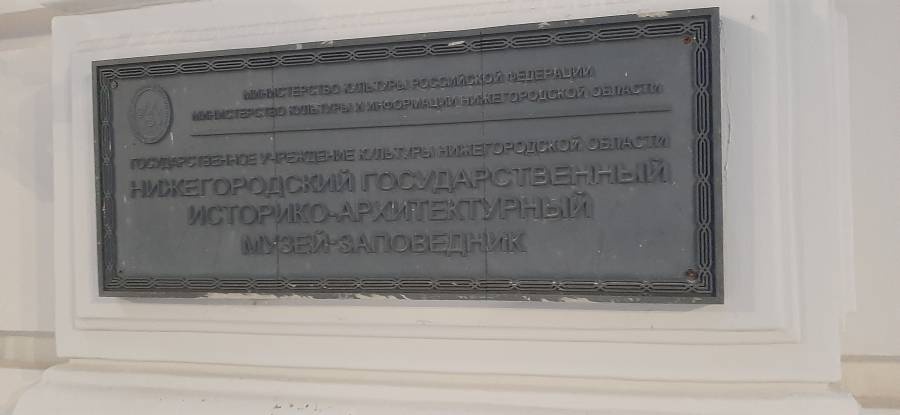 МИНИСТЕРСТВО КУЛЬТУРЫ РОССИЙСКОЙ ФЕДЕРАЦИИ
МИНИСТЕРСТВО КУЛЬТУРЫ И ИНФОРМАЦИИ НИЖЕГОРОДСКОЙ ОБЛАСТИ
ГОСУДАРСТВЕННОЕ УЧРЕЖДЕНИЕ КУЛЬТУРЫ НИЖЕГОРОДСКОЙ ОБЛАСТИ
НИЖЕГОРОДСКИЙ ГОСУДАРСТВЕННЫЙ
ИСТОРИКО-АРХИТЕКТУРНЫЙ
МУЗЕЙ-ЗАПОВЕДНИК